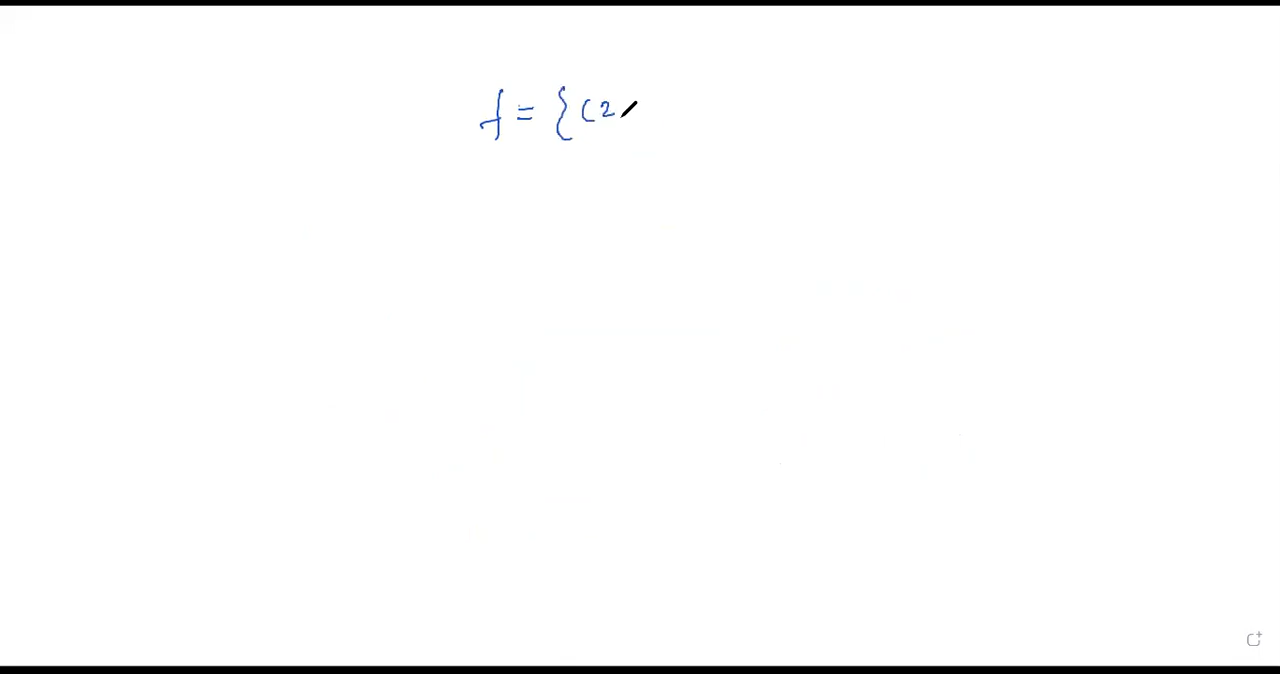 f = {(2